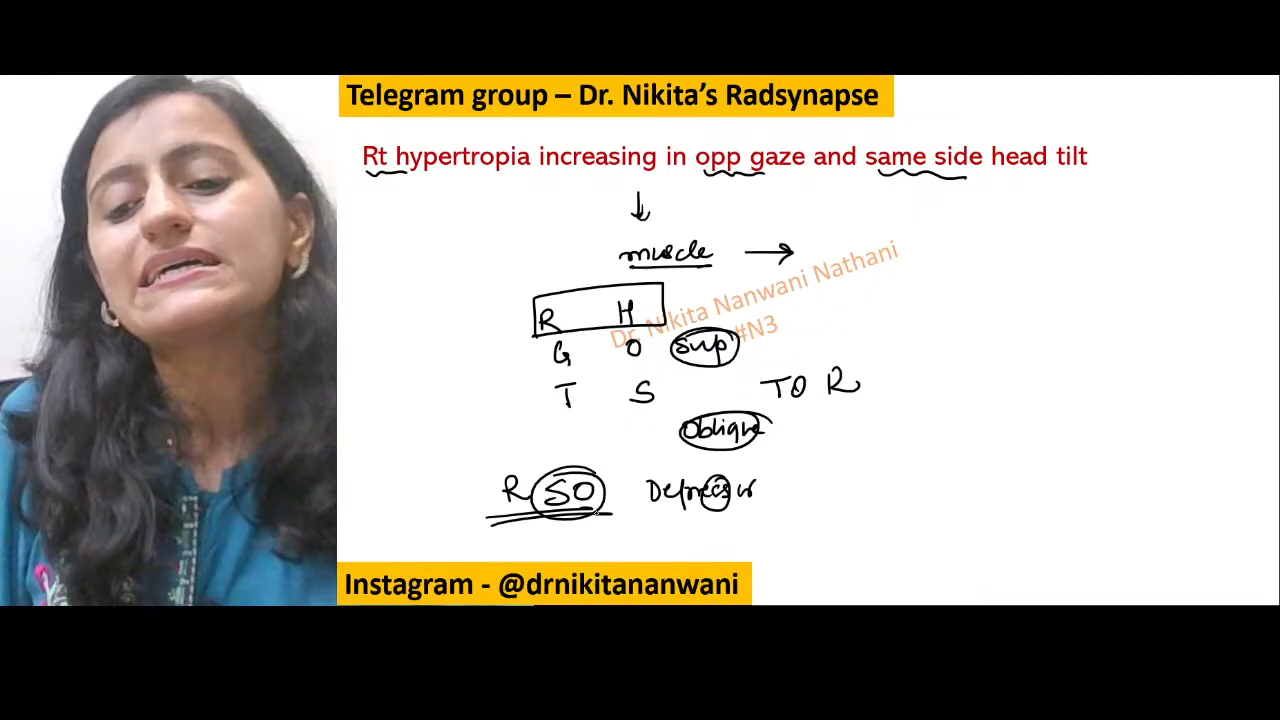 Telegram group – Dr. Nikita's Radsynapse
Rt hypertropia increasing in opp gaze and same side head tilt
muscle →
Dr. Nikita Nanwani Nathani
#N3
R H
G O Sup
T S TO R
Oblique
R SO
Instagram - @drnikitananwani